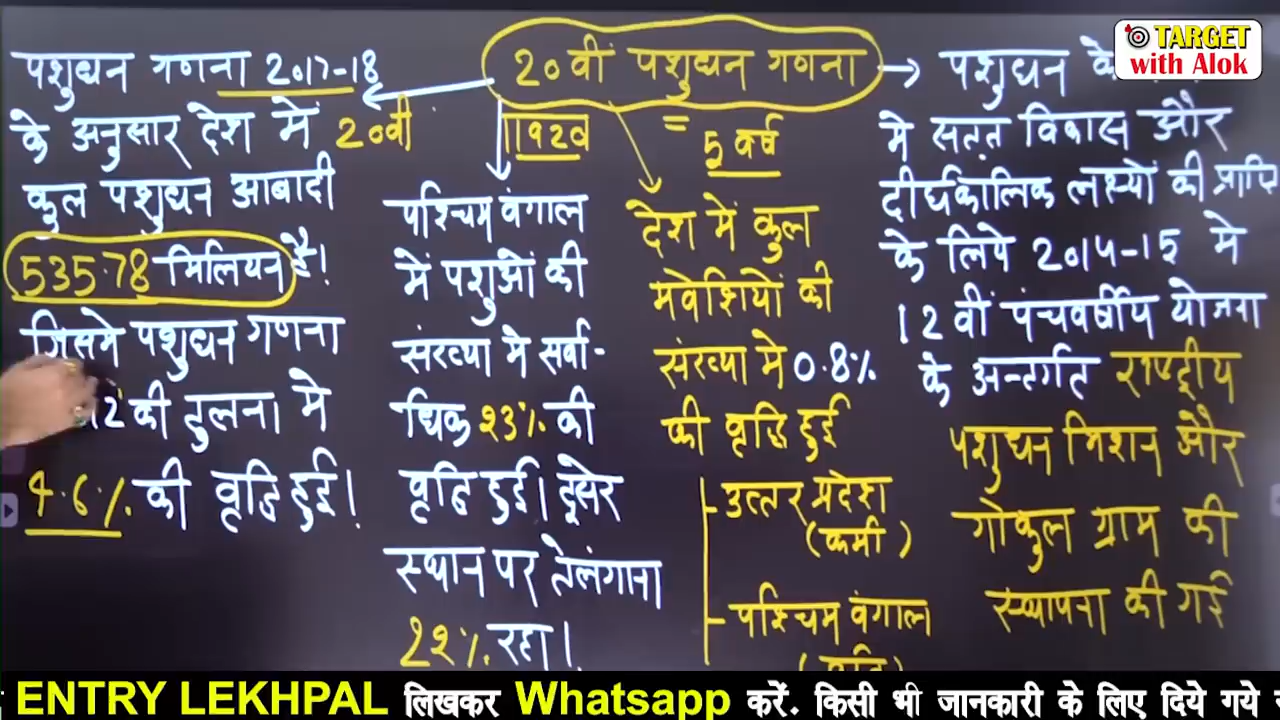 TARGET
with Alok
20वीं पशुधन गणना
पशुधन गणना 2017-18
के अनुसार देश में 20वीं
कुल पशुधन आबादी
535.78 मिलियन है!
जिसमे पशुधन गणना
12 की तुलना मे
4.6% की वृद्धि हुई!
पश्चिम बंगाल
में पशुओं की
संख्या मे सर्वा-
धिक 23% की
वृद्धि हुई। दूसरे
स्थान पर तेलंगाना
22% रहा।
= 5 वर्ष
देश में कुल
मवेशियों की
संख्या मे 0.8%
की वृद्धि हुई
उत्तर प्रदेश
(कमी)
पश्चिम बंगाल
पशुधन के
मे सतत् विकास और
दीर्घकालिक लक्ष्यों की प्राप्ति
के लिये 2014-15 मे
12 वीं पंचवर्षीय योजना
के अन्तर्गत राष्ट्रीय
पशुधन मिशन और
गोकुल ग्राम की
स्थापना की गई
ENTRY LEKHPAL लिखकर Whatsapp करें. किसी भी जानकारी के लिए दिये गये